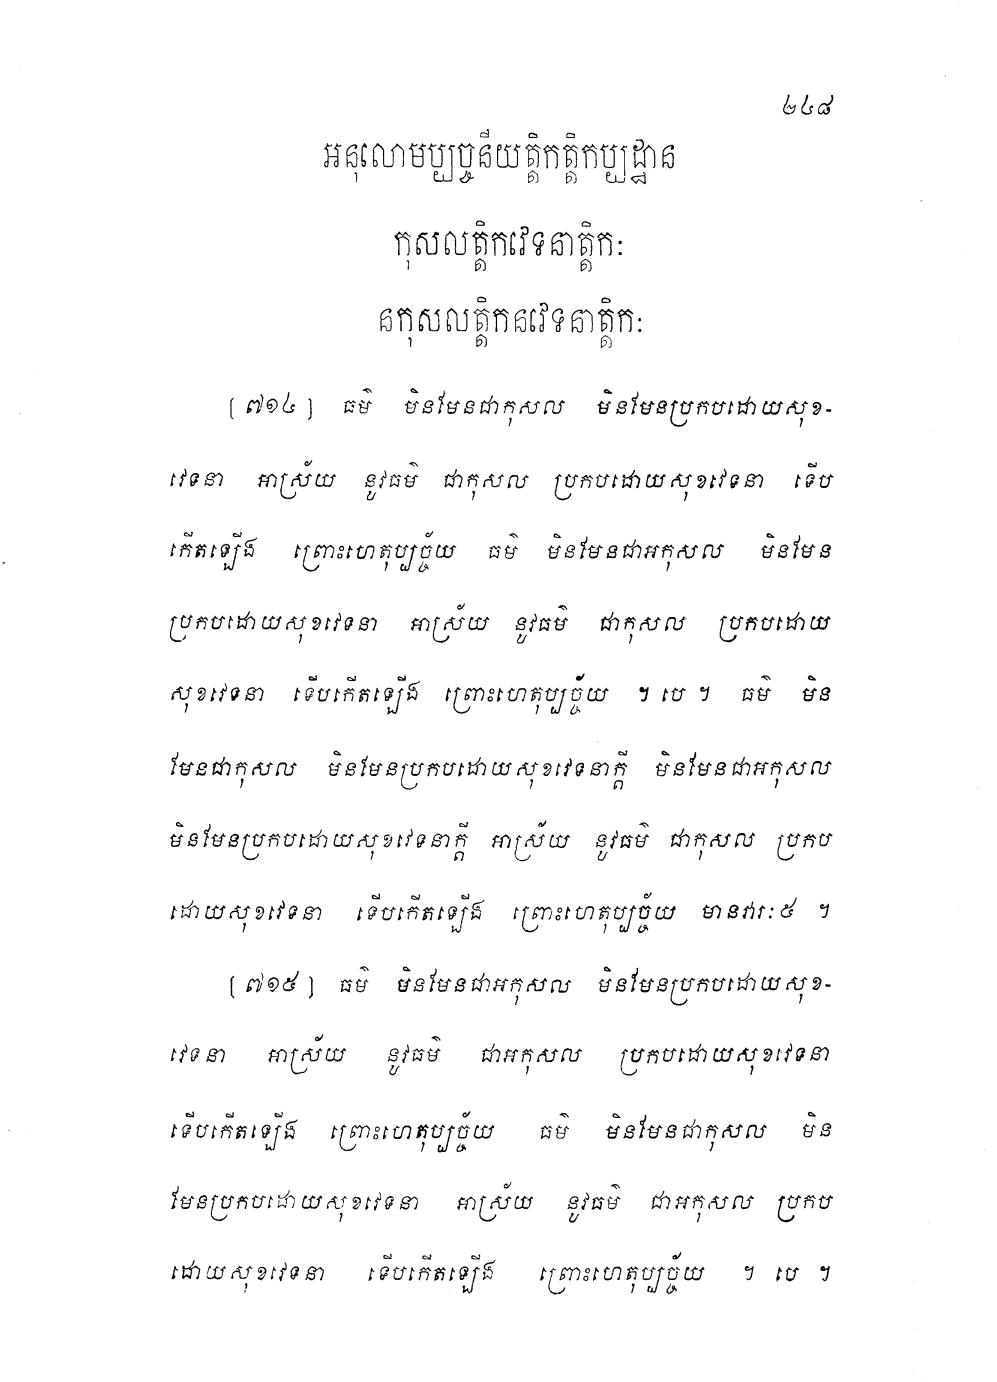 ២៤៨
អនុលោមប្បច្ចនីយត្តិកត្តិកប្បដ្ឋាន
កុសលត្តិកវេទនាត្តិកៈ
នកុសលត្តិកនវេទនាត្តិកៈ
[៧១៤] ធម៌ មិនមែនជាកុសល មិនមែនប្រកបដោយសុខ-
វេទនា អាស្រ័យ នូវធម៌ ជាកុសល ប្រកបដោយសុខវេទនា ទើប
កើតឡើង ព្រោះហេតុប្បច្ច័យ ធម៌ មិនមែនជាអកុសល មិនមែន
ប្រកបដោយសុខវេទនា អាស្រ័យ នូវធម៌ ជាកុសល ប្រកបដោយ
សុខវេទនា ទើបកើតឡើង ព្រោះហេតុប្បច្ច័យ ។ បេ ។ ធម៌ មិន
មែនជាកុសល មិនមែនប្រកបដោយសុខវេទនាក្តី មិនមែនជាអកុសល
មិនមែនប្រកបដោយសុខវេទនាក្តី អាស្រ័យ នូវធម៌ ជាកុសល ប្រកប
ដោយសុខវេទនា ទើបកើតឡើង ព្រោះហេតុប្បច្ច័យ មានវារៈ៥ ។
[៧១៥] ធម៌ មិនមែនជាអកុសល មិនមែនប្រកបដោយសុខ-
វេទនា អាស្រ័យ នូវធម៌ ជាអកុសល ប្រកបដោយសុខវេទនា
ទើបកើតឡើង ព្រោះហេតុប្បច្ច័យ ធម៌ មិនមែនជាកុសល មិន
មែនប្រកបដោយសុខវេទនា អាស្រ័យ នូវធម៌ ជាអកុសល ប្រកប
ដោយសុខវេទនា ទើបកើតឡើង ព្រោះហេតុប្បច្ច័យ ។ បេ ។